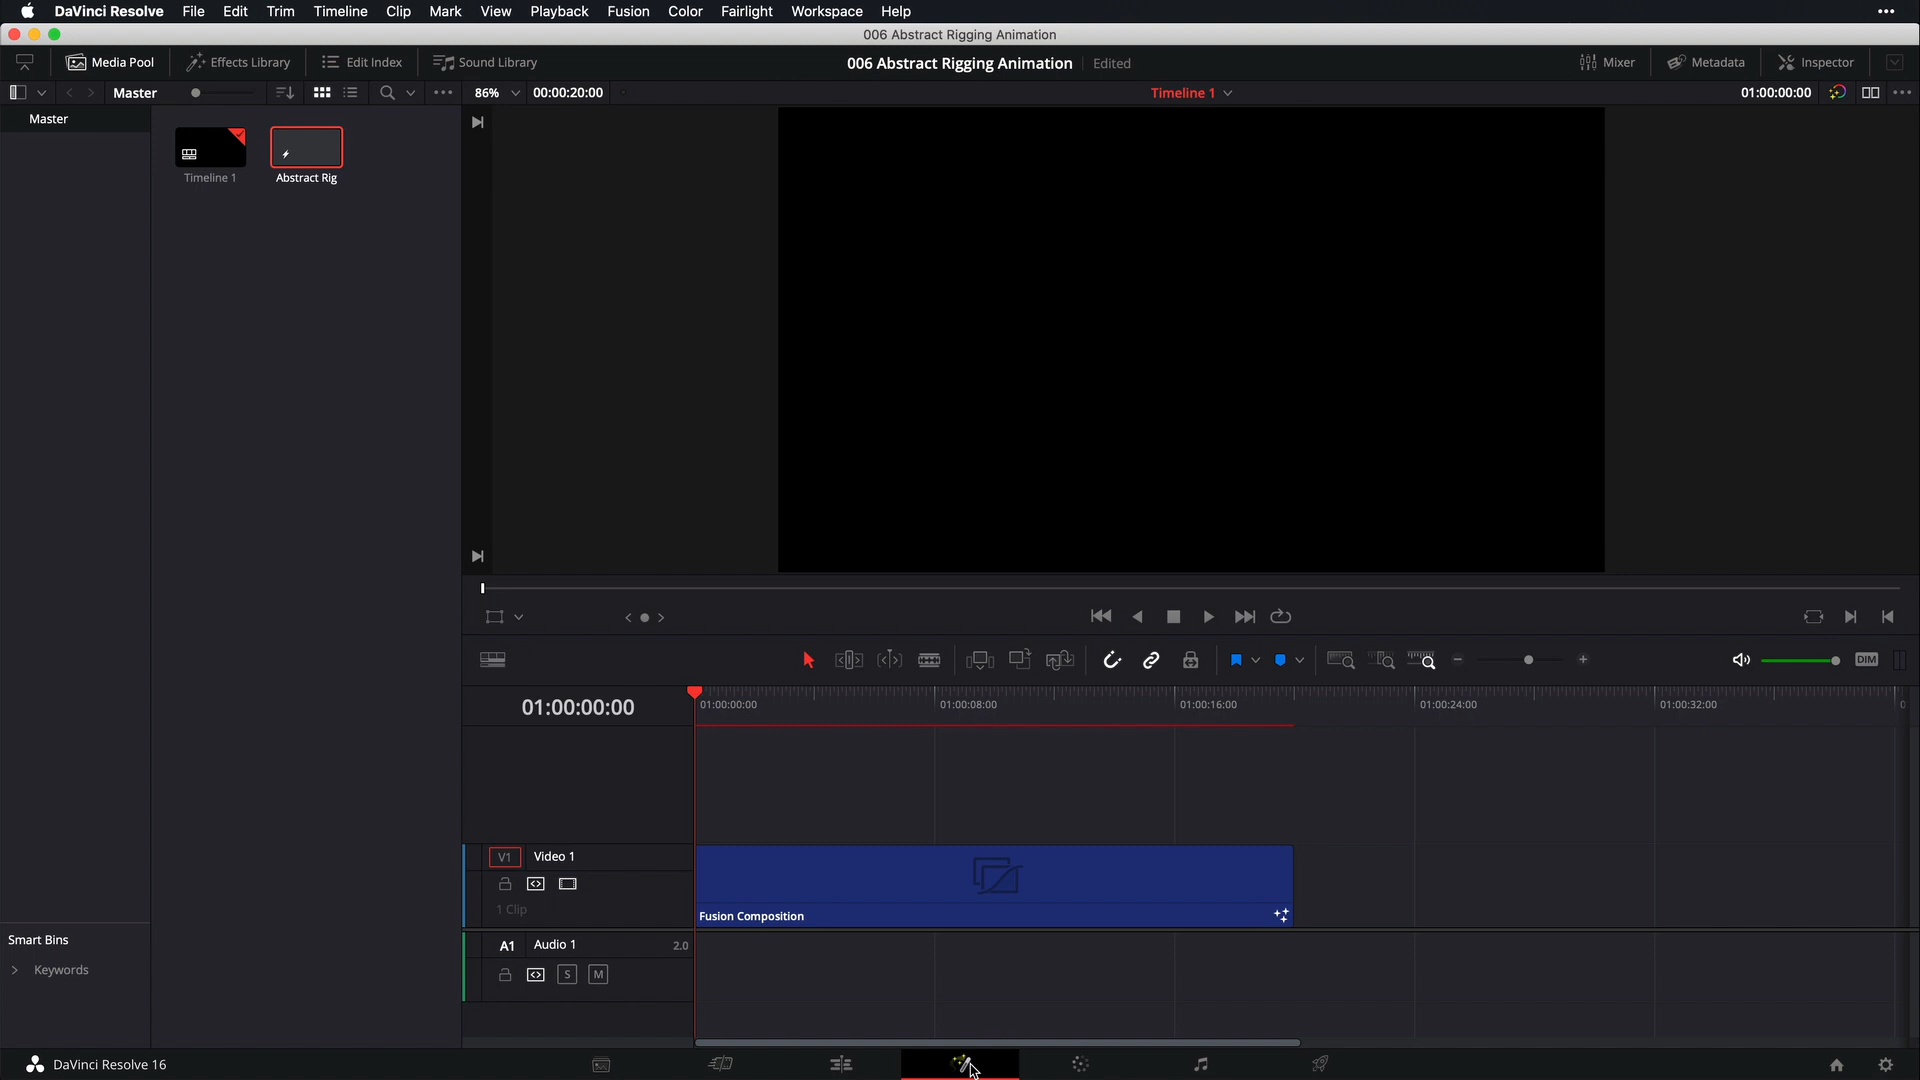 DaVinci Resolve File Edit Trim Timeline Clip Mark View Playback Fusion Color Fairlight Workspace Help
006 Abstract Rigging Animation
Media Pool Effects Library Edit Index Sound Library 006 Abstract Rigging Animation Edited Mixer Metadata Inspector
Master 86% 00:00:20:00 Timeline 1 01:00:00:00
Master
Timeline 1 Abstract Rig
DIM
01:00:00:00 01:00:00:00 01:00:08:00 01:00:16:00 01:00:24:00 01:00:32:00
V1 Video 1
1 Clip
Fusion Composition
A1 Audio 1 2.0
S M
Smart Bins
Keywords
DaVinci Resolve 16